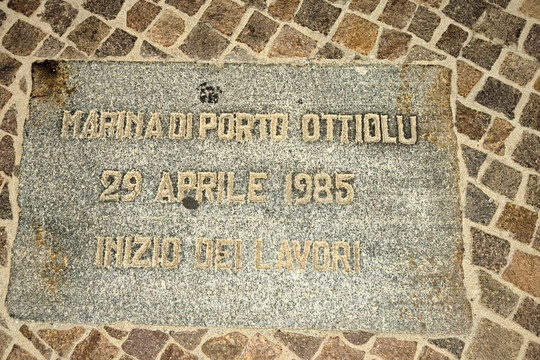 MARINA DI PORTO OTTIOLU
29 APRILE 1985
INIZIO DEI LAVORI